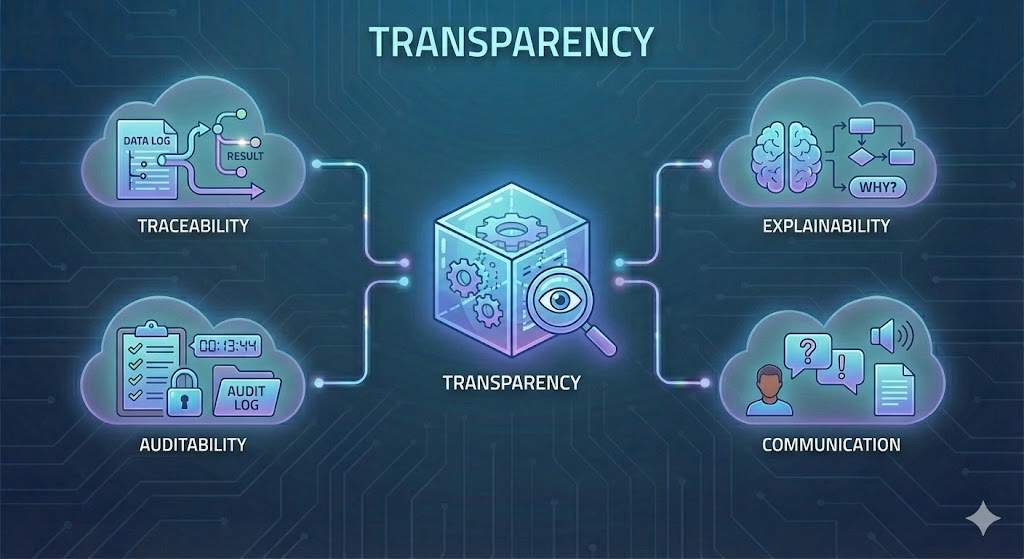 TRANSPARENCY
DATA LOG
RESULT
TRACEABILITY
WHY?
EXPLAINABILITY
TRANSPARENCY
00:13:44
AUDIT
LOG
AUDITABILITY
?
!
COMMUNICATION